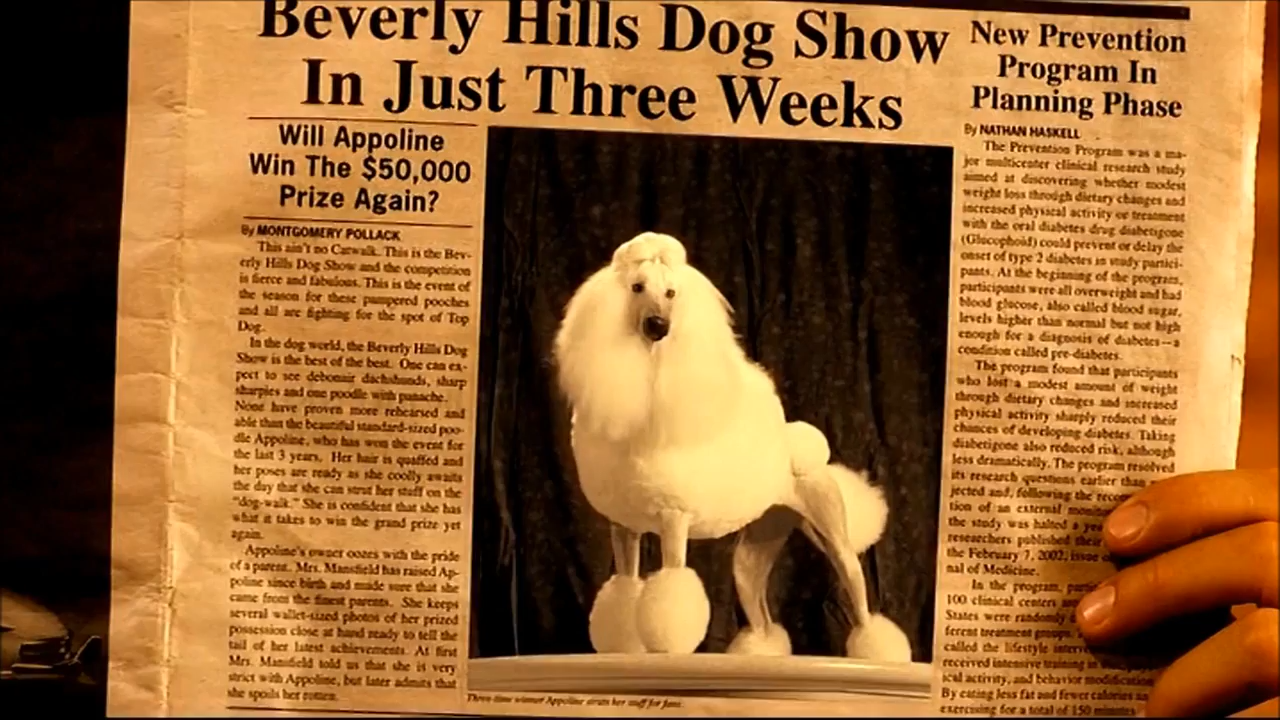 Beverly Hills Dog Show
In Just Three Weeks
Will Appoline
Win The $50,000
Prize Again?
By MONTGOMERY POLLACK
This ain't no Catwalk. This is the Bev-
erly Hills Dog Show and the competition
is fierce and fabulous. This is the event of
the season for these pampered pooches
and all are fighting for the spot of Top
Dog.
In the dog world, the Beverly Hills Dog
Show is the best of the best. One can ex-
pect to see debonair dachshunds, sharp
sharpies and one poodle with panache.
None have proven more rehearsed and
able than the beautiful standard-sized poo-
dle Appoline, who has won the event for
the last 3 years. Her hair is quaffed and
her poses are ready as she coolly awaits
the day that she can strut her stuff on the
"dog-walk." She is confident that she has
what it takes to win the grand prize yet
again.
Appoline's owner oozes with the pride
of a parent. Mrs. Mansfield has raised Ap-
poline since birth and made sure that she
came from the finest parents. She keeps
several wallet-sized photos of her prized
possession close at hand ready to tell the
tail of her latest achievements. At first
Mrs. Mansfield told us that she is very
strict with Appoline, but later admits that
she spoils her rotten.
Three time winner Appoline struts her stuff for fans.
New Prevention
Program In
Planning Phase
By NATHAN HASKELL
The Prevention Program was a ma-
jor multicenter clinical research study
aimed at discovering whether modest
weight loss through dietary changes and
increased physical activity or treatment
with the oral diabetes drug diabetigone
(Glucophoid) could prevent or delay the
onset of type 2 diabetes in study partici-
pants. At the beginning of the program,
participants were all overweight and had
blood glucose, also called blood sugar,
levels higher than normal but not high
enough for a diagnosis of diabetes—a
condition called pre-diabetes.
The program found that participants
who lost a modest amount of weight
through dietary changes and increased
physical activity sharply reduced their
chances of developing diabetes. Taking
diabetigone also reduced risk, although
less dramatically. The program resolved
its research questions earlier than
jected and, following the
tion of an external
the study was halted a
researchers published their
the February 7, 2002, issue
nal of Medicine.
In the program,
100 clinical centers
States were randomly
ferent treatment groups.
called the lifestyle
received intensive training in
ical activity, and behavior modification
By eating less fat and fewer calories
exercising for a total of 150 minutes